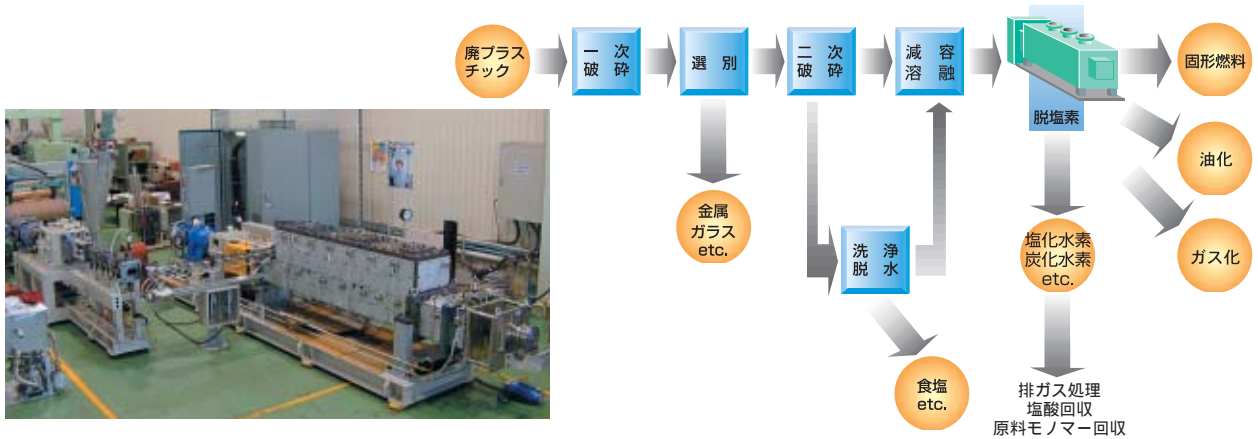 廃プラス
チック
一次
破砕
選別
二次
破砕
減容
溶融
脱塩素
固形燃料
油化
ガス化
金属
ガラス
etc.
洗浄
脱水
塩化水素
炭化水素
etc.
食塩
etc.
排ガス処理
塩酸回収
原料モノマー回収